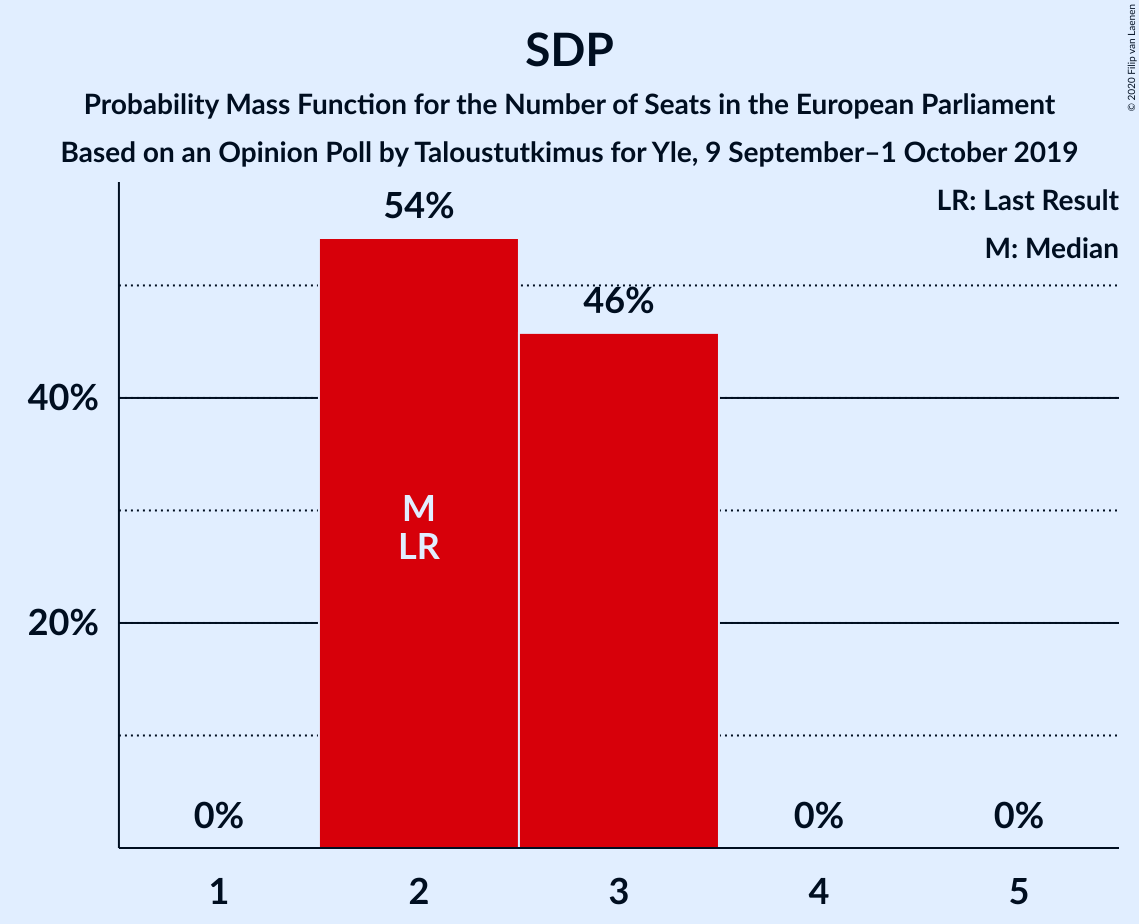 SDP
Probability Mass Function for the Number of Seats in the European Parliament
Based on an Opinion Poll by Taloustutkimus for Yle, 9 September–1 October 2019
© 2020 Filip van Laenen
LR: Last Result
M: Median
54%
46%
40%
M
LR
20%
0%
0%
0%
1
2
3
4
5